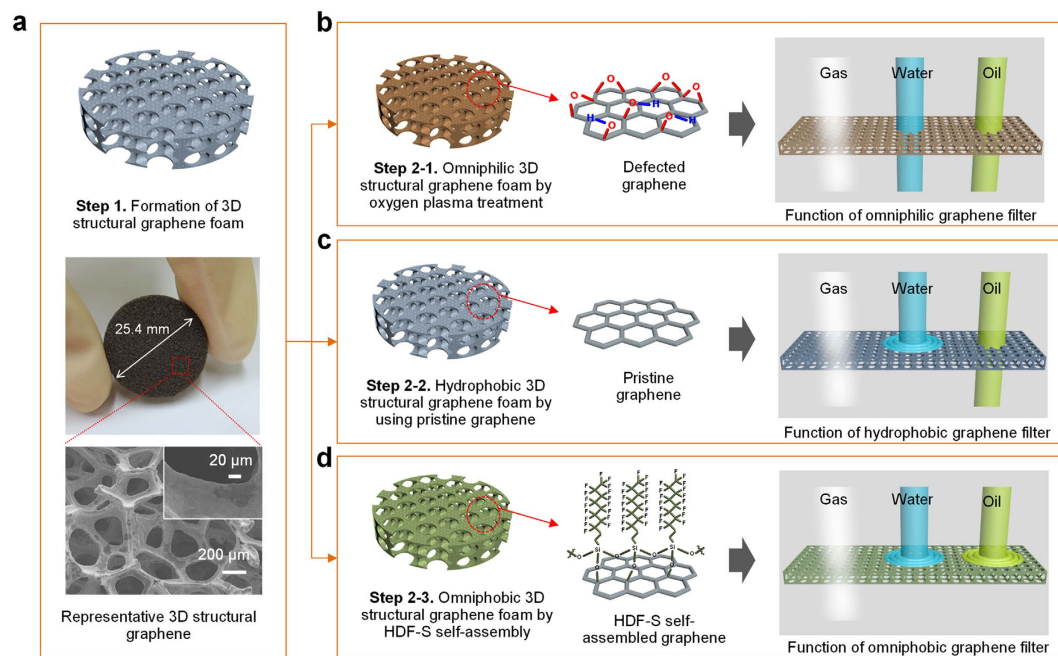 a
Step 1. Formation of 3D
structural graphene foam
25.4 mm
20 µm
200 µm
Representative 3D structural
graphene
b
Step 2-1. Omniphilic 3D
structural graphene foam by
oxygen plasma treatment
O O O O O O H H O O H
Defected
graphene
Gas Water Oil
Function of omniphilic graphene filter
c
Step 2-2. Hydrophobic 3D
structural graphene foam by
using pristine graphene
Pristine
graphene
Gas Water Oil
Function of hydrophobic graphene filter
d
Step 2-3. Omniphobic 3D
structural graphene foam by
HDF-S self-assembly
Si Si Si
HDF-S self-
assembled graphene
Gas Water Oil
Function of omniphobic graphene filter